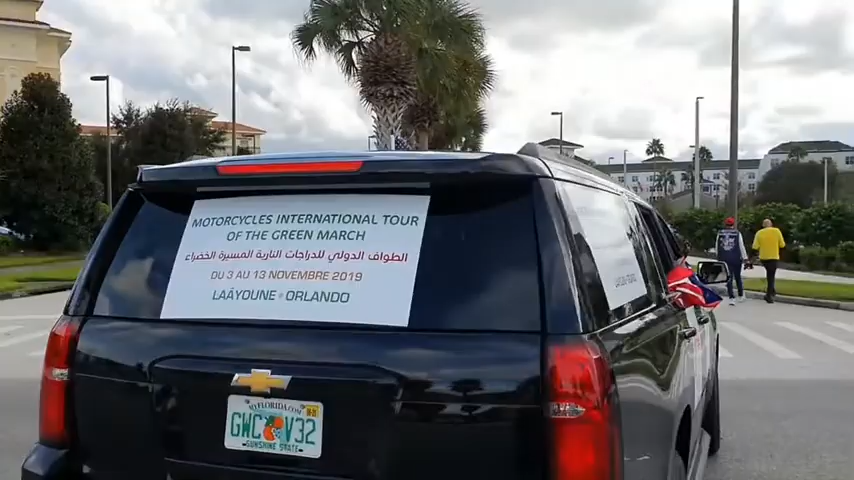 MOTORCYCLES INTERNATIONAL TOUR
OF THE GREEN MARCH
الطواف الدولي للدراجات النارية المسيرة الخضراء
DU 3 AU 13 NOVEMBRE 2019
LAÂYOUNE - ORLANDO
MYFLORIDA.COM
GWC V32
SUNSHINE STATE